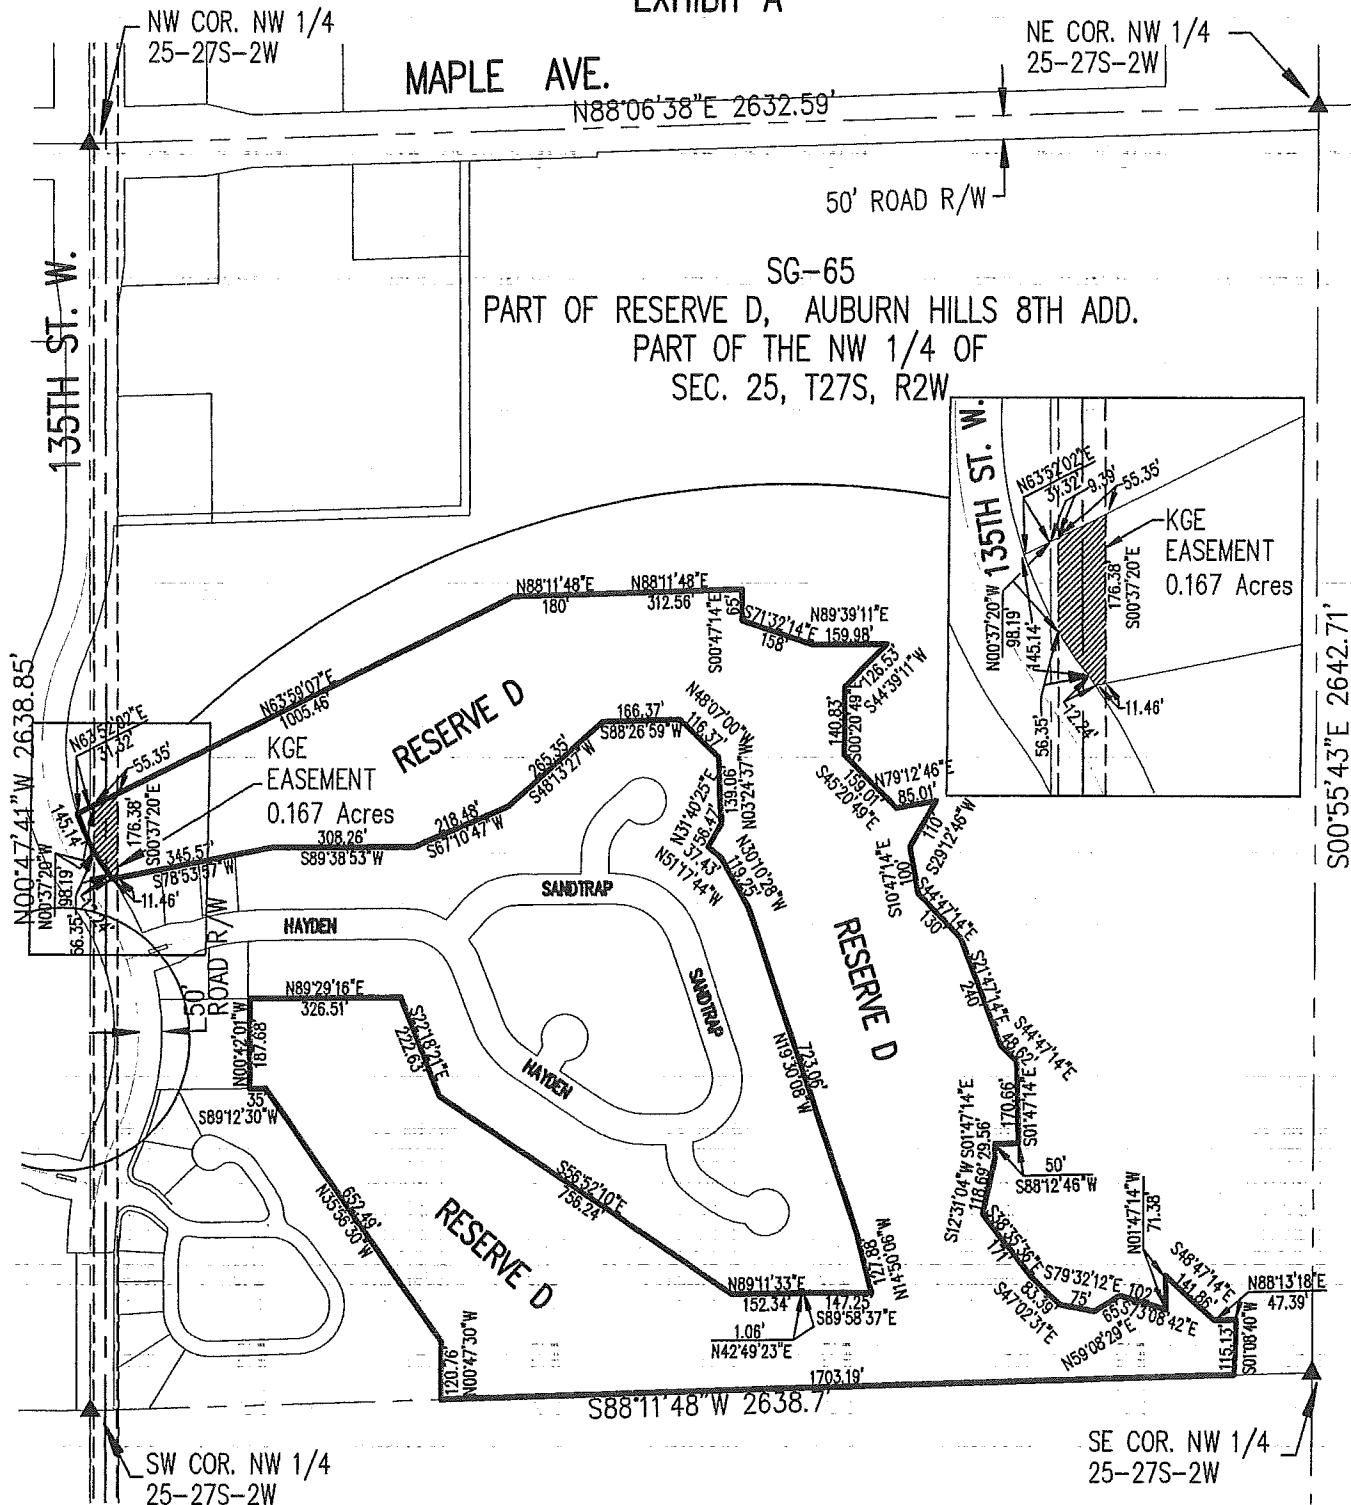 EXHIBIT A
NW COR. NW 1/4
25-27S-2W
NE COR. NW 1/4
25-27S-2W
MAPLE AVE.
N88°06'38"E 2632.59'
50' ROAD R/W
135TH ST. W.
SG-65
PART OF RESERVE D, AUBURN HILLS 8TH ADD.
PART OF THE NW 1/4 OF
SEC. 25, T27S, R2W
135TH ST. W.
N63°52'02"E
31.32'
9.39'
55.35'
KGE
EASEMENT
0.167 Acres
176.38'
S00°37'20"E
N00°37'20"W
98.19'
145.14'
56.35'
12.24'
11.46'
N00°47'41"W 2638.85'
S00°55'43"E 2642.71'
N88°11'48"E
180'
N88°11'48"E
312.56'
S00°47'14"E
65'
S71°32'14"E
158'
N89°39'11"E
159.98'
126.53'
S44°39'11"W
140.83'
S00°20'49"E
159.01'
S45°20'49"E
N79°12'46"E
85.01'
110'
S29°12'46"W
100'
S10°47'14"E
S44°47'14"E
130'
S21°47'14"E
240'
S44°47'14"E
48.62'
170.66'
S01°47'14"E
50'
S88°12'46"W
S01°47'14"E
29.56'
S12°31'04"W
118.69'
S38°35'36"E
171'
83.39'
S47°02'31"E
S79°32'12"E
75'
65'
N59°08'29"E
102'
S73°08'42"E
N01°47'14"W
71.38'
S48°47'14"E
141.86'
N88°13'18"E
47.39'
115.13'
S01°08'40"W
1703.19'
S88°11'48"W 2638.7'
120.76'
N00°47'30"W
652.49'
N35°56'30"W
35'
S89°12'30"W
N00°42'01"W
187.68'
N89°29'16"E
326.51'
S22°18'21"E
222.63'
S56°52'10"E
756.24'
N89°11'33"E
152.34'
1.06'
N42°49'23"E
147.25'
S89°58'37"E
127.88'
N14°50'06"W
723.06'
N19°30'08"W
N30°10'28"W
119.25'
37.43'
N51°17'44"W
N31°40'25"E
56.47'
139.06'
N03°24'37"W
N48°07'00"W
116.37'
166.37'
S88°26'59"W
265.35'
S48°13'27"W
218.48'
S67°10'47"W
308.26'
S89°38'53"W
345.57'
S78°53'57"W
N63°59'07"E
1005.46'
N63°52'02"E
31.32'
55.35'
KGE
EASEMENT
0.167 Acres
176.38'
S00°37'20"E
145.14'
N00°37'20"W
98.19'
56.35'
11.46'
RESERVE D
RESERVE D
RESERVE D
SANDTRAP
SANDTRAP
HAYDEN
HAYDEN
50'
ROAD R/W
SW COR. NW 1/4
25-27S-2W
SE COR. NW 1/4
25-27S-2W